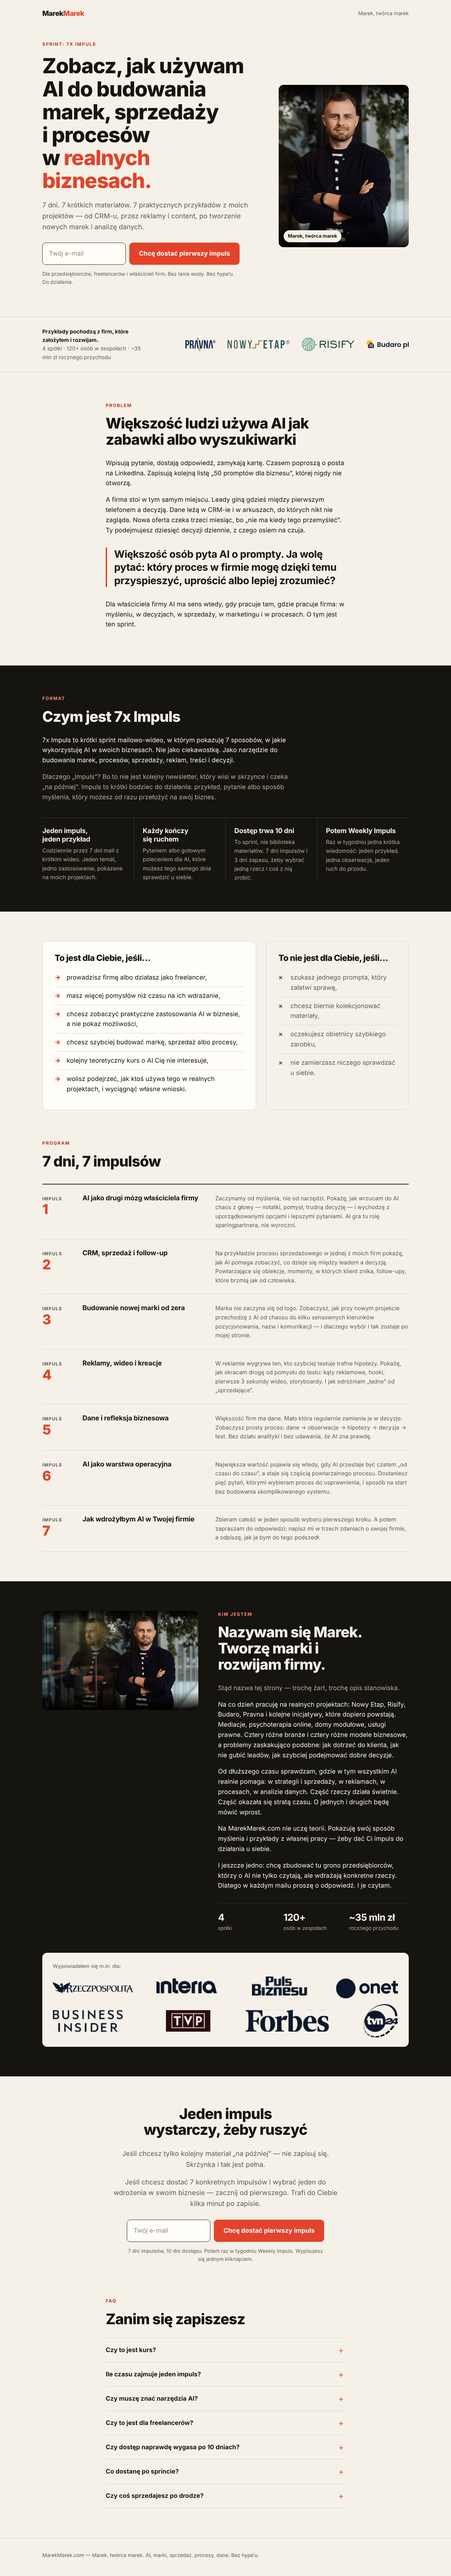 MarekMarek
Marek, twórca marek
SPRINT: 7X IMPULS
Zobacz, jak używam
AI do budowania
marek, sprzedaży
i procesów
w realnych
biznesach.
7 dni. 7 krótkich materiałów. 7 praktycznych przykładów z moich
projektów — od CRM-u, przez reklamy i content, po tworzenie
nowych marek i analizę danych.
Twój e-mail
Chcę dostać pierwszy impuls
Dla przedsiębiorców, freelancerów i właścicieli firm. Bez lania wody. Bez hype'u.
Do działania.
Marek, twórca marek
Przykłady pochodzą z firm, które
założyłem i rozwijam.
4 spółki · 120+ osób w zespołach · ~35
mln zł rocznego przychodu
PRAVNA®
NOWY ETAP®
RISIFY
Budaro pl
PROBLEM
Większość ludzi używa AI jak
zabawki albo wyszukiwarki
Wpisują pytanie, dostają odpowiedź, zamykają kartę. Czasem poproszą o posta
na LinkedIna. Zapisują kolejną listę „50 promptów dla biznesu”, której nigdy nie
otworzą.
A firma stoi w tym samym miejscu. Leady giną gdzieś między pierwszym
telefonem a decyzją. Dane leżą w CRM-ie i w arkuszach, do których nikt nie
zagląda. Nowa oferta czeka trzeci miesiąc, bo „nie ma kiedy tego przemyśleć”.
Ty podejmujesz dziesięć decyzji dziennie, z czego osiem na czuja.
Większość osób pyta AI o prompty. Ja wolę
pytać: który proces w firmie mogę dzięki temu
przyspieszyć, uprościć albo lepiej zrozumieć?
Dla właściciela firmy AI ma sens wtedy, gdy pracuje tam, gdzie pracuje firma: w
myśleniu, w decyzjach, w sprzedaży, w marketingu i w procesach. O tym jest
ten sprint.
FORMAT
Czym jest 7x Impuls
7x Impuls to krótki sprint mailowo-wideo, w którym pokazuję 7 sposobów, w jakie
wykorzystuję AI w swoich biznesach. Nie jako ciekawostkę. Jako narzędzie do
budowania marek, procesów, sprzedaży, reklam, treści i decyzji.
Dlaczego „Impuls”? Bo to nie jest kolejny newsletter, który wisi w skrzynce i czeka
„na później”. Impuls to krótki bodziec do działania: przykład, pytanie albo sposób
myślenia, który możesz od razu przełożyć na swój biznes.
Jeden impuls,
jeden przykład
Codziennie przez 7 dni mail z
krótkim wideo. Jeden temat,
jedno zastosowanie, pokazane
na moich projektach.
Każdy kończy
się ruchem
Pytaniem albo gotowym
poleceniem dla AI, które
możesz tego samego dnia
sprawdzić u siebie.
Dostęp trwa 10 dni
To sprint, nie biblioteka
materiałów. 7 dni impulsów i
3 dni zapasu, żeby wybrać
jedną rzecz i coś z nią
zrobić.
Potem Weekly Impuls
Raz w tygodniu jedna krótka
wiadomość: jeden przykład,
jedna obserwacja, jeden
ruch do przodu.
To jest dla Ciebie, jeśli…
→ prowadzisz firmę albo działasz jako freelancer,
→ masz więcej pomysłów niż czasu na ich wdrażanie,
→ chcesz zobaczyć praktyczne zastosowania AI w biznesie,
a nie pokaz możliwości,
→ chcesz szybciej budować markę, sprzedaż albo procesy,
→ kolejny teoretyczny kurs o AI Cię nie interesuje,
→ wolisz podejrzeć, jak ktoś używa tego w realnych
projektach, i wyciągnąć własne wnioski.
To nie jest dla Ciebie, jeśli…
× szukasz jednego prompta, który
załatwi sprawę,
× chcesz biernie kolekcjonować
materiały,
× oczekujesz obietnicy szybkiego
zarobku,
× nie zamierzasz niczego sprawdzać
u siebie.
PROGRAM
7 dni, 7 impulsów
IMPULS
1
AI jako drugi mózg właściciela firmy
Zaczynamy od myślenia, nie od narzędzi. Pokażę, jak wrzucam do AI
chaos z głowy — notatki, pomysł, trudną decyzję — i wychodzę z
uporządkowanymi opcjami i lepszymi pytaniami. AI gra tu rolę
sparingpartnera, nie wyroczni.
IMPULS
2
CRM, sprzedaż i follow-up
Na przykładzie procesu sprzedażowego w jednej z moich firm pokażę,
jak AI pomaga zobaczyć, co dzieje się między leadem a decyzją.
Powtarzające się obiekcje, momenty, w których klient znika, follow-upy,
które brzmią jak od człowieka.
IMPULS
3
Budowanie nowej marki od zera
Marka nie zaczyna się od logo. Zobaczysz, jak przy nowym projekcie
przechodzę z AI od chaosu do kilku sensownych kierunków
pozycjonowania, nazw i komunikacji — i dlaczego wybór i tak zostaje po
mojej stronie.
IMPULS
4
Reklamy, wideo i kreacje
W reklamie wygrywa ten, kto szybciej testuje trafne hipotezy. Pokażę,
jak skracam drogę od pomysłu do testu: kąty reklamowe, hooki,
pierwsze 3 sekundy wideo, storyboardy. I jak odróżniam „ładne” od
„sprzedające”.
IMPULS
5
Dane i refleksja biznesowa
Większość firm ma dane. Mało która regularnie zamienia je w decyzje.
Zobaczysz prosty proces: dane → obserwacje → hipotezy → decyzje →
test. Bez działu analityki i bez udawania, że AI zna prawdę.
IMPULS
6
AI jako warstwa operacyjna
Największa wartość pojawia się wtedy, gdy AI przestaje być czatem „od
czasu do czasu”, a staje się częścią powtarzalnego procesu. Dostaniesz
pięć pytań, którymi wybieram proces do usprawnienia, i sposób na start
bez budowania skomplikowanego systemu.
IMPULS
7
Jak wdrożyłbym AI w Twojej firmie
Zbieram całość w jeden sposób wyboru pierwszego kroku. A potem
zapraszam do odpowiedzi: napisz mi w trzech zdaniach o swojej firmie,
a odpiszę, jak ja bym do tego podszedł.
KIM JESTEM
Nazywam się Marek.
Tworzę marki i
rozwijam firmy.
Stąd nazwa tej strony — trochę żart, trochę opis stanowiska.
Na co dzień pracuję na realnych projektach: Nowy Etap, Risify,
Budaro, Pravna i kolejne inicjatywy, które dopiero powstają.
Mediacje, psychoterapia online, domy modułowe, usługi
prawne. Cztery różne branże i cztery różne modele biznesowe,
a problemy zaskakująco podobne: jak dotrzeć do klienta, jak
nie gubić leadów, jak szybciej podejmować dobre decyzje.
Od dłuższego czasu sprawdzam, gdzie w tym wszystkim AI
realnie pomaga: w strategii i sprzedaży, w reklamach, w
procesach, w analizie danych. Część rzeczy działa świetnie.
Część okazała się stratą czasu. O jednych i drugich będę
mówić wprost.
Na MarekMarek.com nie uczę teorii. Pokazuję swój sposób
myślenia i przykłady z własnej pracy — żeby dać Ci impuls do
działania u siebie.
I jeszcze jedno: chcę zbudować tu grono przedsiębiorców,
którzy o AI nie tylko czytają, ale wdrażają konkretne rzeczy.
Dlatego w każdym mailu proszę o odpowiedź. I je czytam.
4
spółki
120+
osób w zespołach
~35 mln zł
rocznego przychodu
Wypowiadałem się m.in. dla:
RZECZPOSPOLITA
interia
Puls
Biznesu
onet
BUSINESS
INSIDER
TVP
Forbes
tvn24
Jeden impuls
wystarczy, żeby ruszyć
Jeśli chcesz tylko kolejny materiał „na później” — nie zapisuj się.
Skrzynka i tak jest pełna.
Jeśli chcesz dostać 7 konkretnych impulsów i wybrać jeden do
wdrożenia w swoim biznesie — zacznij od pierwszego. Trafi do Ciebie
kilka minut po zapisie.
Twój e-mail
Chcę dostać pierwszy impuls
7 dni impulsów, 10 dni dostępu. Potem raz w tygodniu Weekly Impuls. Wypisujesz
się jednym kliknięciem.
FAQ
Zanim się zapiszesz
Czy to jest kurs? +
Ile czasu zajmuje jeden impuls? +
Czy muszę znać narzędzia AI? +
Czy to jest dla freelancerów? +
Czy dostęp naprawdę wygasa po 10 dniach? +
Co dostanę po sprincie? +
Czy coś sprzedajesz po drodze? +
MarekMarek.com — Marek, twórca marek. AI, marki, sprzedaż, procesy, dane. Bez hype'u.